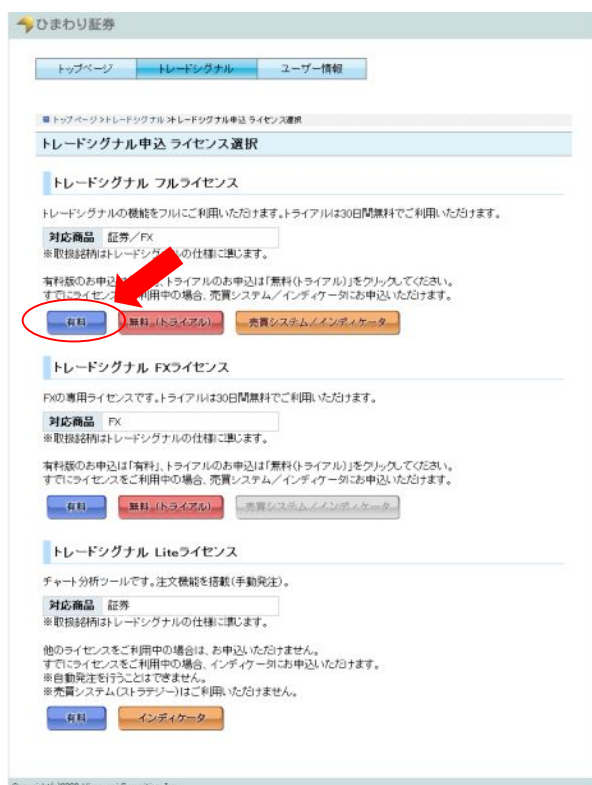 ひまわり証券
トップページ トレードシグナル ユーザー情報
トップページ>トレードシグナル>トレードシグナル申込 ライセンス選択
トレードシグナル申込 ライセンス選択
トレードシグナル フルライセンス
トレードシグナルの機能をフルにご利用いただけます。トライアルは30日間無料でご利用いただけます。
対応商品 証券/FX
※取扱銘柄はトレードシグナルの仕様に準じます。
有料版のお申込 、トライアルのお申込は「無料(トライアル)」をクリックしてください。
すでにライセンス 利用中の場合、売買システム/インディケータにお申込いただけます。
有料 無料 (トライアル) 売買システム/インディケータ
トレードシグナル FXライセンス
FXの専用ライセンスです。トライアルは30日間無料でご利用いただけます。
対応商品 FX
※取扱銘柄はトレードシグナルの仕様に準じます。
有料版のお申込は「有料」、トライアルのお申込は「無料(トライアル)」をクリックしてください。
すでにライセンスをご利用中の場合、売買システム/インディケータにお申込いただけます。
有料 無料 (トライアル) 売買システム/インディケータ
トレードシグナル Liteライセンス
チャート分析ツールです。注文機能を搭載(手動発注)。
対応商品 証券
※取扱銘柄はトレードシグナルの仕様に準じます。
他のライセンスをご利用中の場合は、お申込いただけません。
すでにライセンスをご利用中の場合、インディケータにお申込いただけます。
※自動発注を行うことはできません。
※売買システム(ストラテジー)はご利用いただけません。
有料 インディケータ